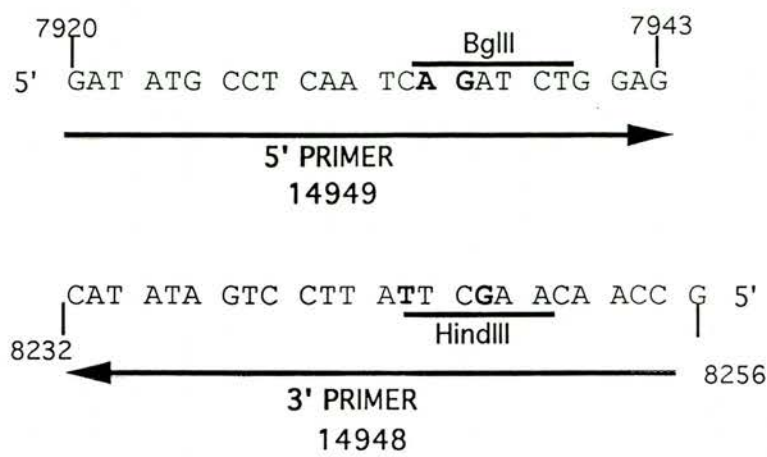 7920 7943
BglII
5' GAT ATG CCT CAA TCA GAT CTG GAG
5' PRIMER
14949
CAT ATA GTC CTT ATT CGA ACA ACC G 5'
HindIII
8232 8256
3' PRIMER
14948